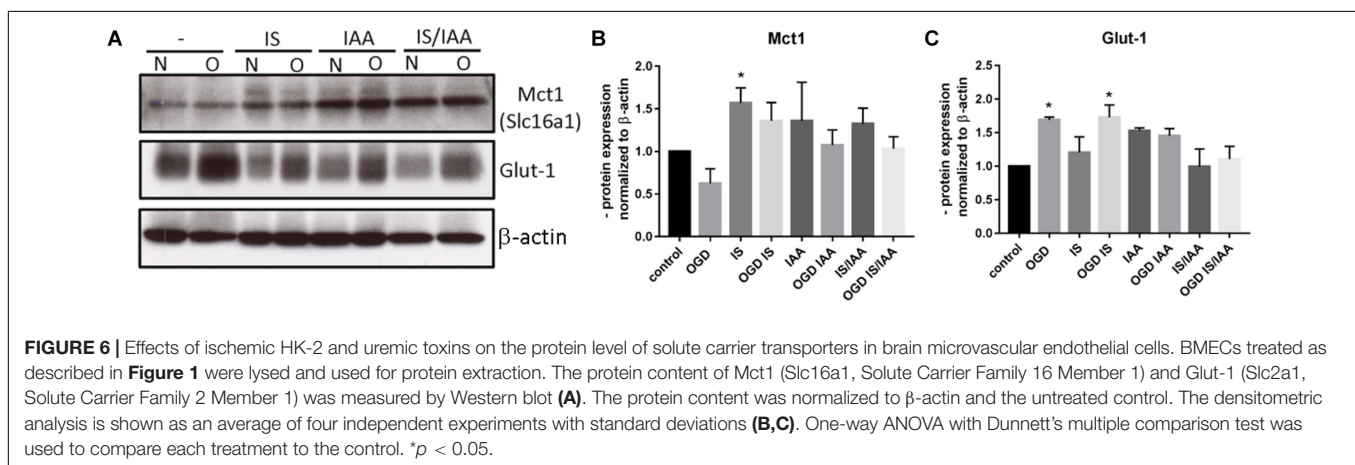 A
- IS IAA IS/IAA
N O N O N O N O
Mct1
(Slc16a1)
Glut-1
β-actin
B
Mct1
- protein expression
normalized to β-actin
2.0
1.5
1.0
0.5
0.0
*
control
OGD
IS
OGD IS
IAA
OGD IAA
IS/IAA
OGD IS/IAA
C
Glut-1
- protein expression
normalized to β-actin
2.5
2.0
1.5
1.0
0.5
0.0
* *
control
OGD
IS
OGD IS
IAA
OGD IAA
IS/IAA
OGD IS/IAA
FIGURE 6 | Effects of ischemic HK-2 and uremic toxins on the protein level of solute carrier transporters in brain microvascular endothelial cells. BMECs treated as
described in Figure 1 were lysed and used for protein extraction. The protein content of Mct1 (Slc16a1, Solute Carrier Family 16 Member 1) and Glut-1 (Slc2a1,
Solute Carrier Family 2 Member 1) was measured by Western blot (A). The protein content was normalized to β-actin and the untreated control. The densitometric
analysis is shown as an average of four independent experiments with standard deviations (B,C). One-way ANOVA with Dunnett's multiple comparison test was
used to compare each treatment to the control. *p < 0.05.